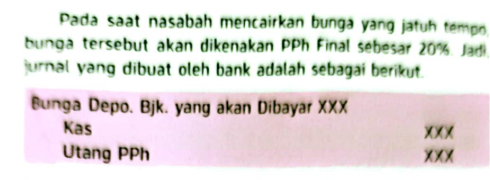 Pada saat nasabah mencairkan bunga yang jatuh tempo,
bunga tersebut akan dikenakan PPh Final sebesar 20%. Jadi,
jurnal yang dibuat oleh bank adalah sebagai berikut.
Bunga Depo. Bjk. yang akan Dibayar XXX
Kas XXX
Utang PPh XXX